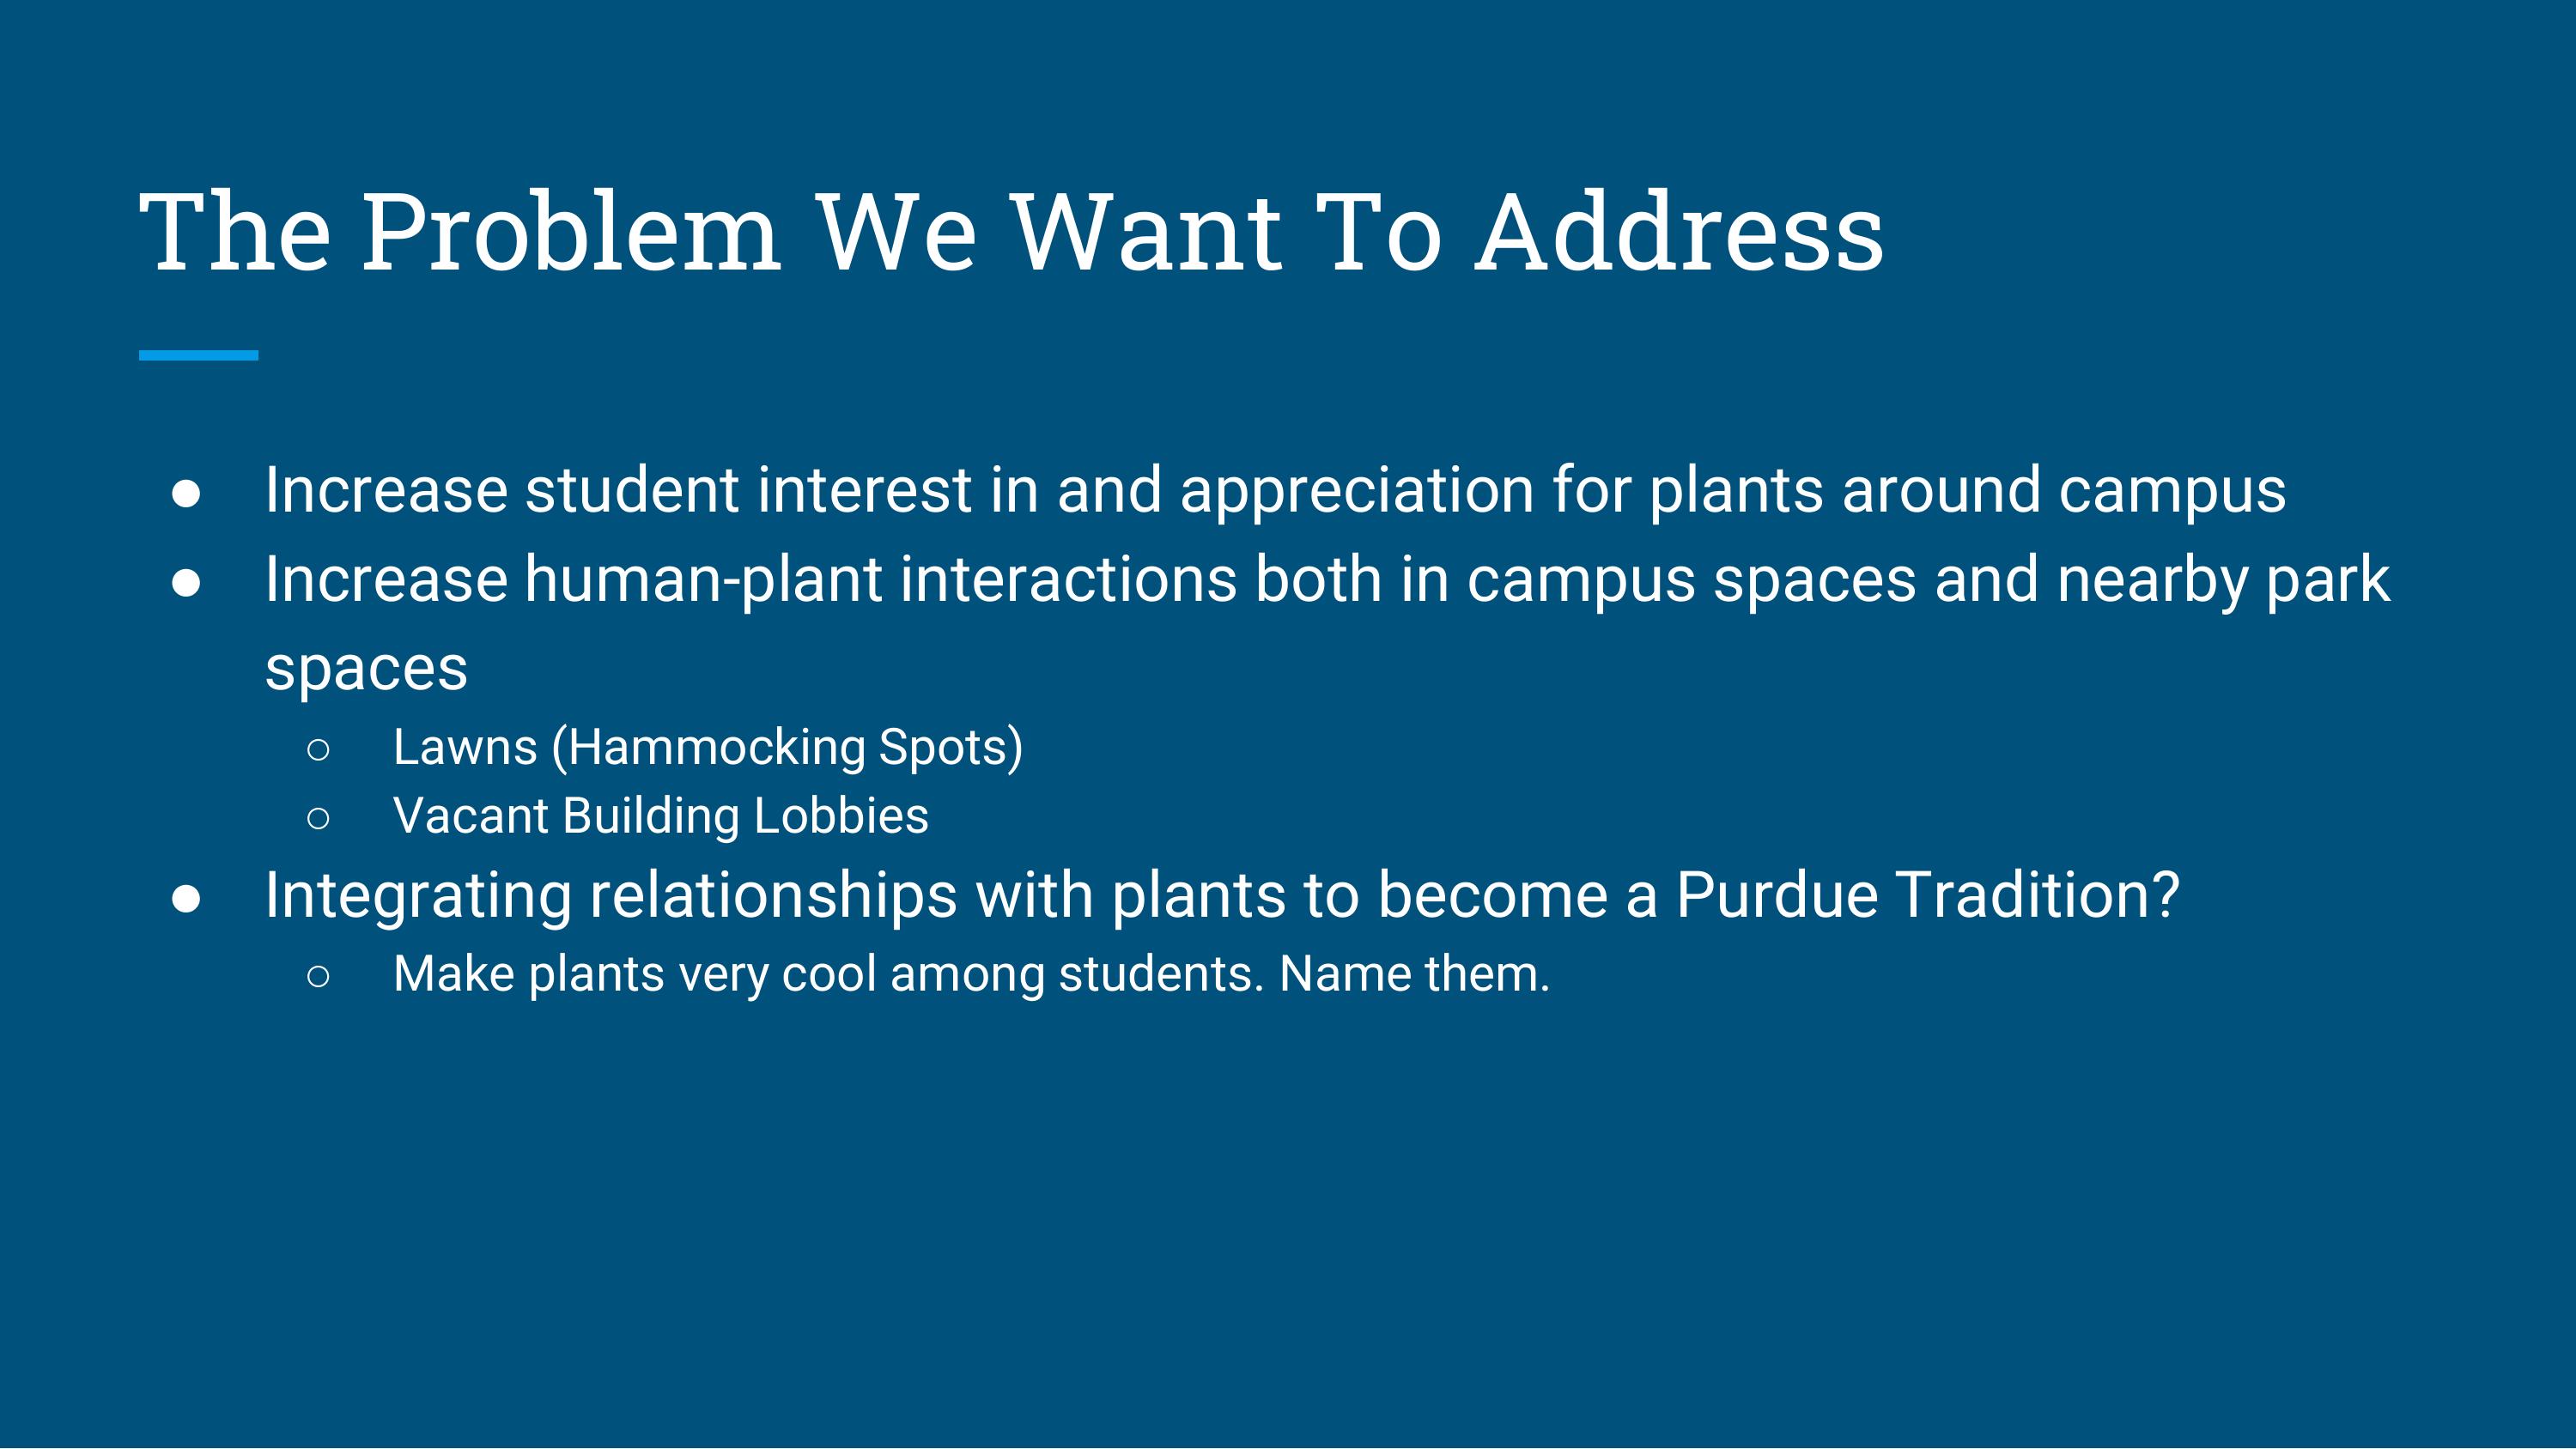 The Problem We Want To Address
● Increase student interest in and appreciation for plants around campus
● Increase human-plant interactions both in campus spaces and nearby park
spaces
○ Lawns (Hammocking Spots)
○ Vacant Building Lobbies
● Integrating relationships with plants to become a Purdue Tradition?
○ Make plants very cool among students. Name them.